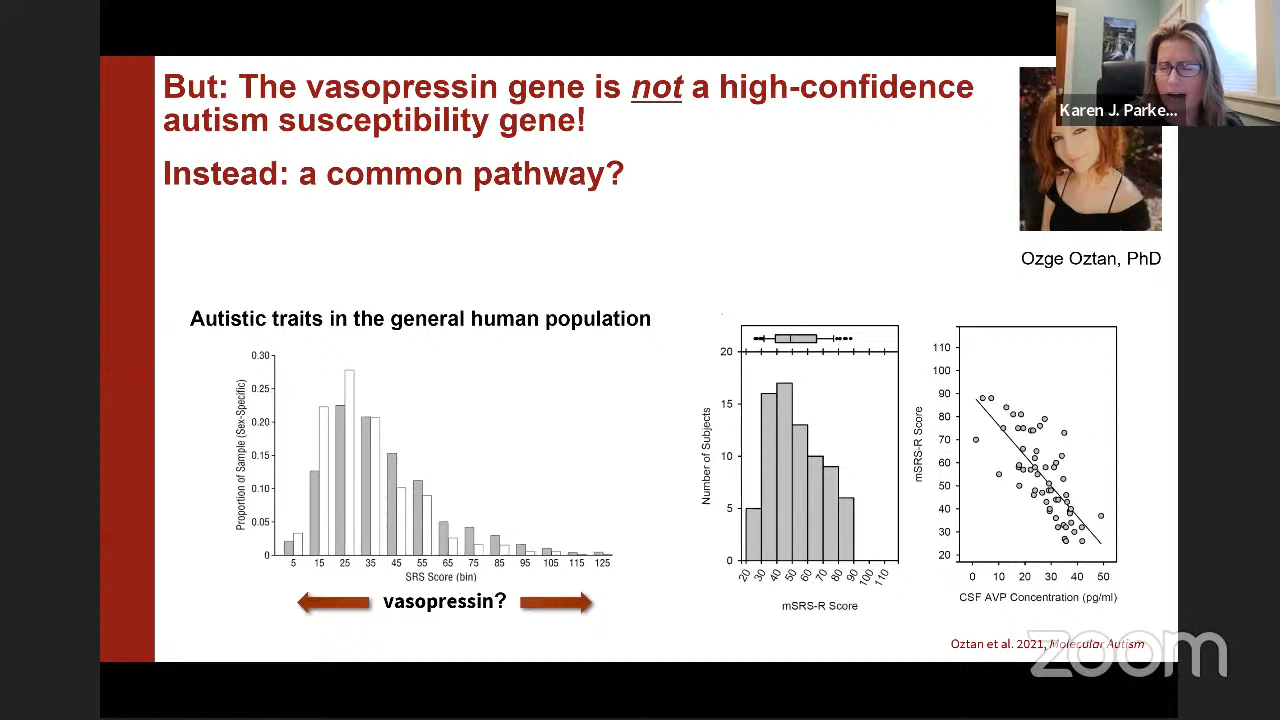 But: The vasopressin gene is not a high-confidence
autism susceptibility gene!
Instead: a common pathway?
Karen J. Parke...
Ozge Oztan, PhD
Autistic traits in the general human population
Proportion of Sample (Sex-Specific)
0.30
0.25
0.20
0.15
0.10
0.05
0
5 15 25 35 45 55 65 75 85 95 105 115 125
SRS Score (bin)
vasopressin?
Number of Subjects
20
15
10
5
0
20 30 40 50 60 70 80 90 100 110
mSRS-R Score
mSRS-R Score
110
100
90
80
70
60
50
40
30
20
0 10 20 30 40 50
CSF AVP Concentration (pg/ml)
Oztan et al. 2021, Molecular Autism
zoom